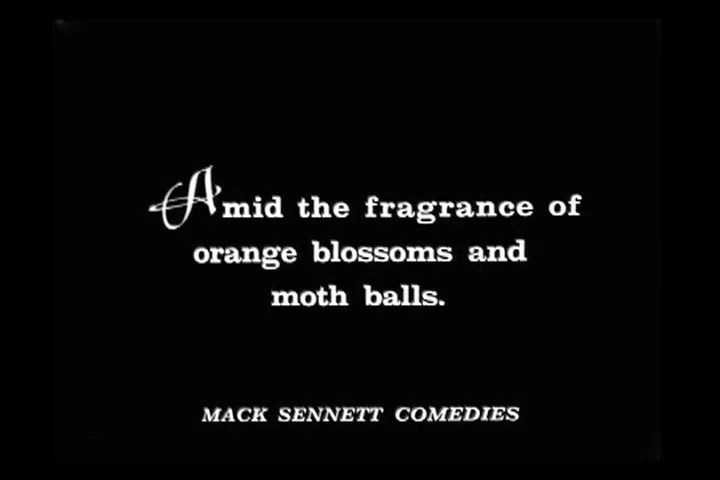 Amid the fragrance of
orange blossoms and
moth balls.
MACK SENNETT COMEDIES